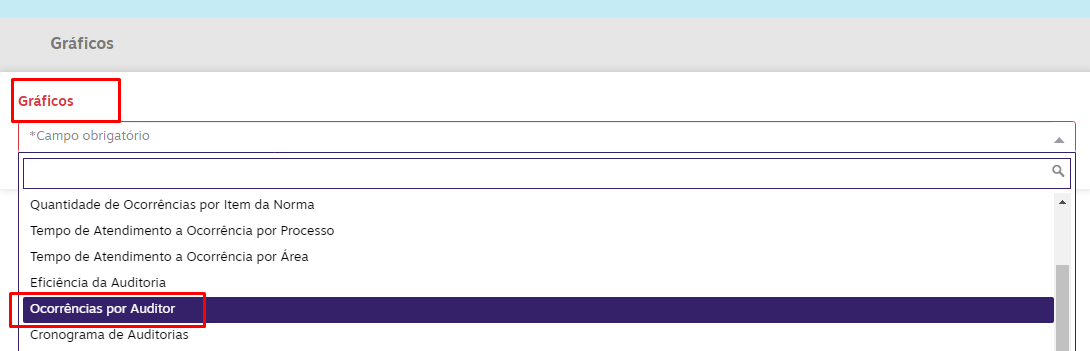 Gráficos
Gráficos
*Campo obrigatório
Quantidade de Ocorrências por Item da Norma
Tempo de Atendimento a Ocorrência por Processo
Tempo de Atendimento a Ocorrência por Área
Eficiência da Auditoria
Ocorrências por Auditor
Cronograma de Auditorias